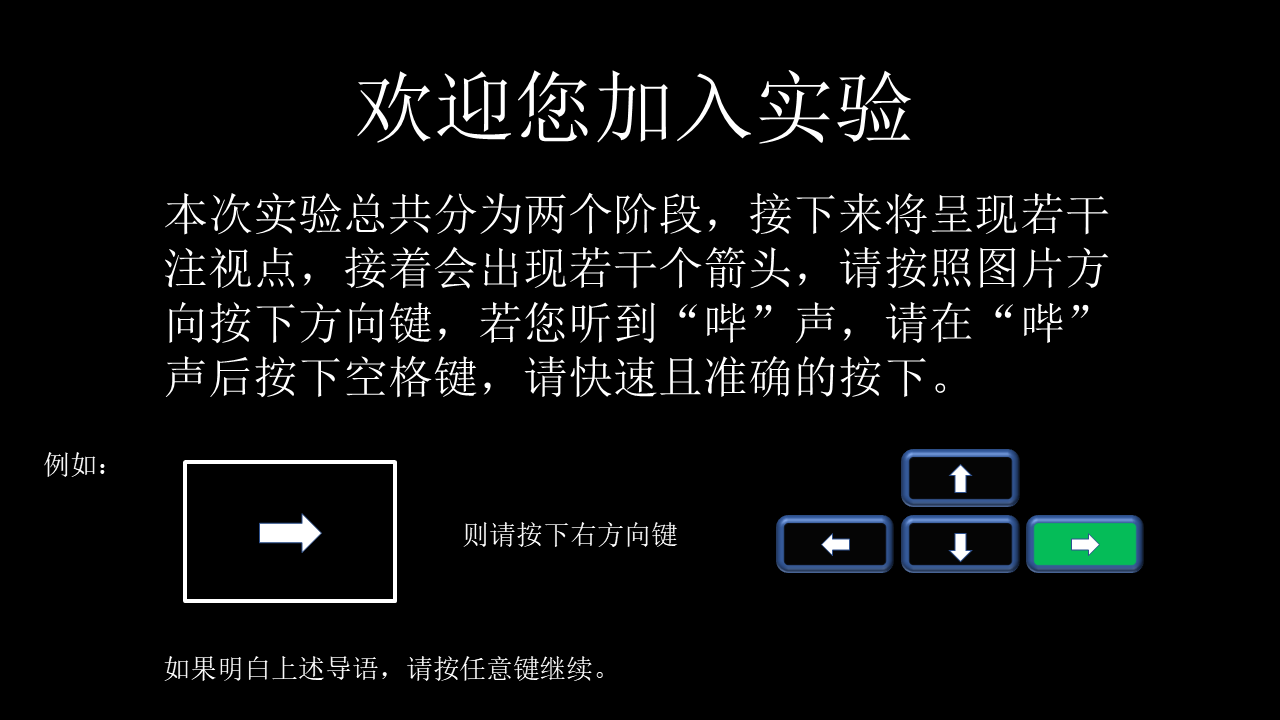 欢迎您加入实验
本次实验总共分为两个阶段，接下来将呈现若干
注视点，接着会出现若干个箭头，请按照图片方
向按下方向键，若您听到“哔”声，请在“哔”
声后按下空格键，请快速且准确的按下。
例如：
则请按下右方向键
如果明白上述导语，请按任意键继续。